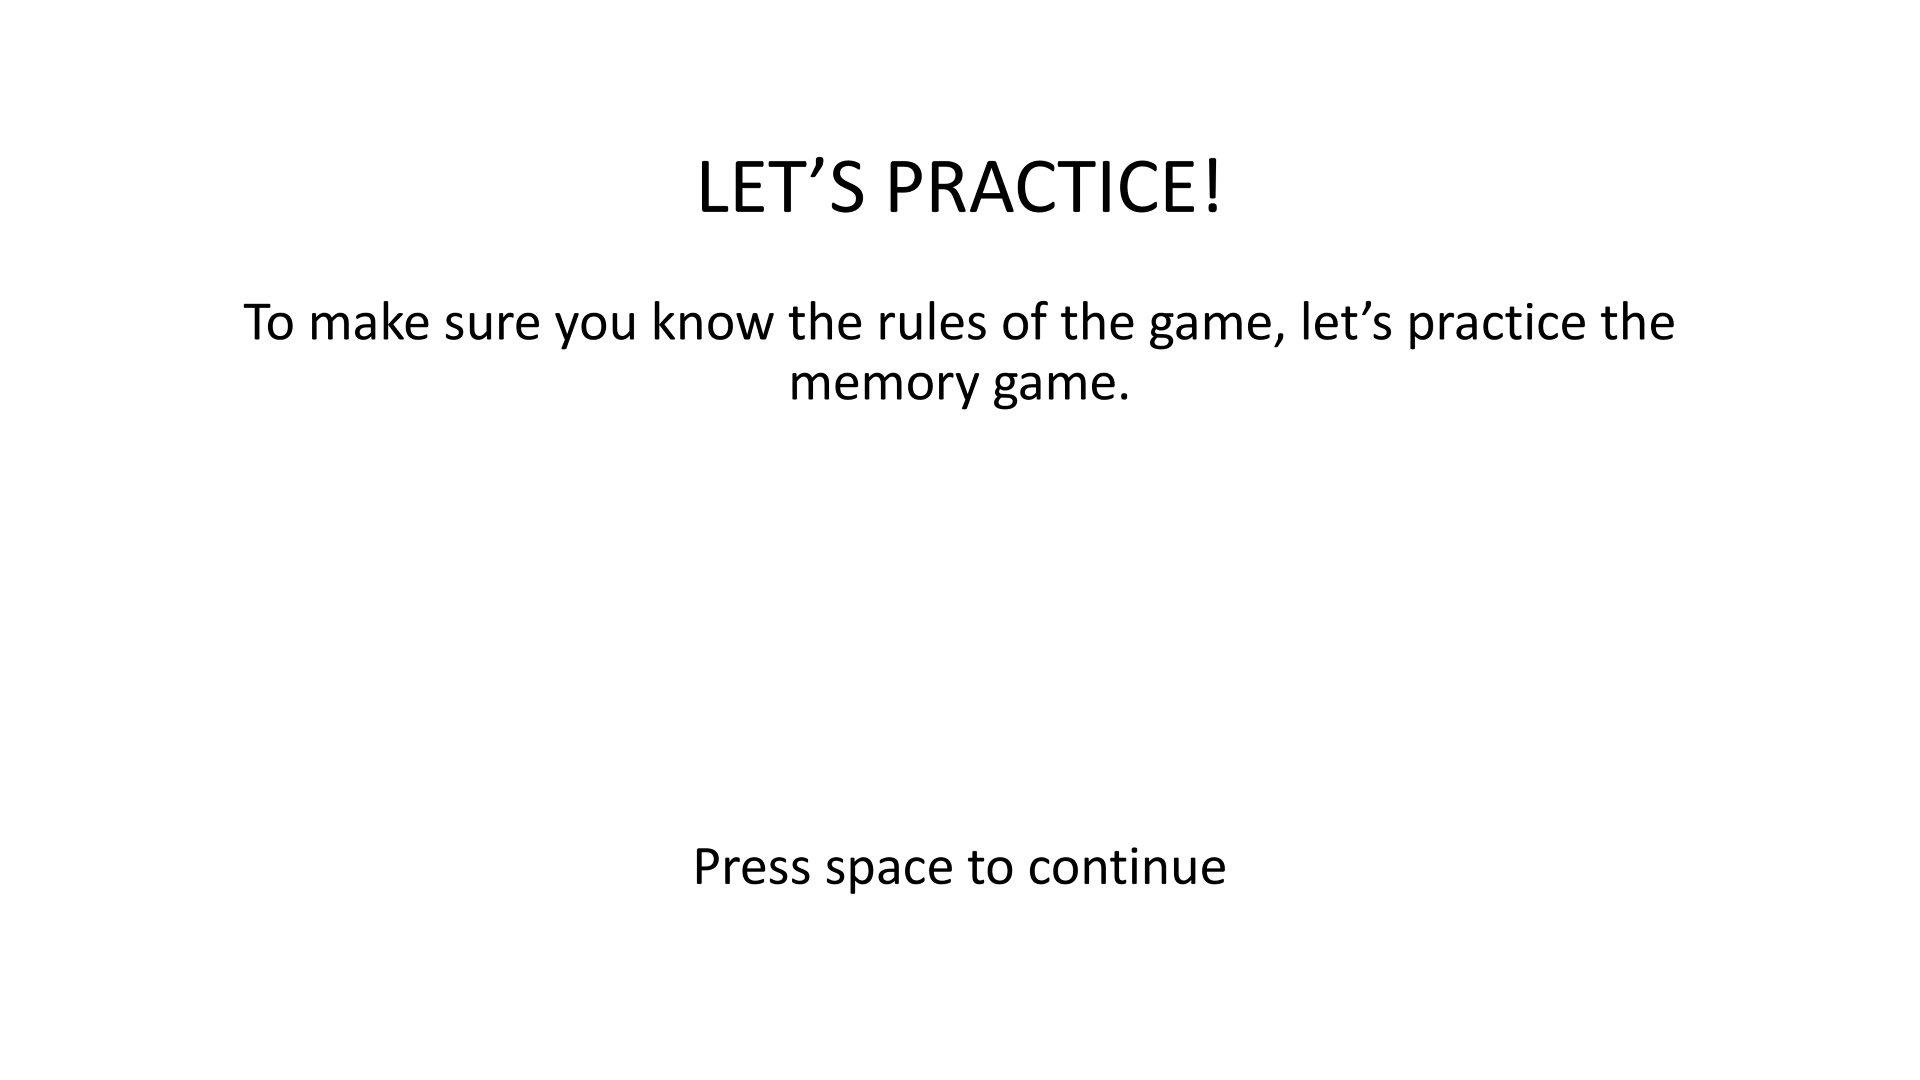 LET’S PRACTICE!
To make sure you know the rules of the game, let’s practice the
memory game.
Press space to continue